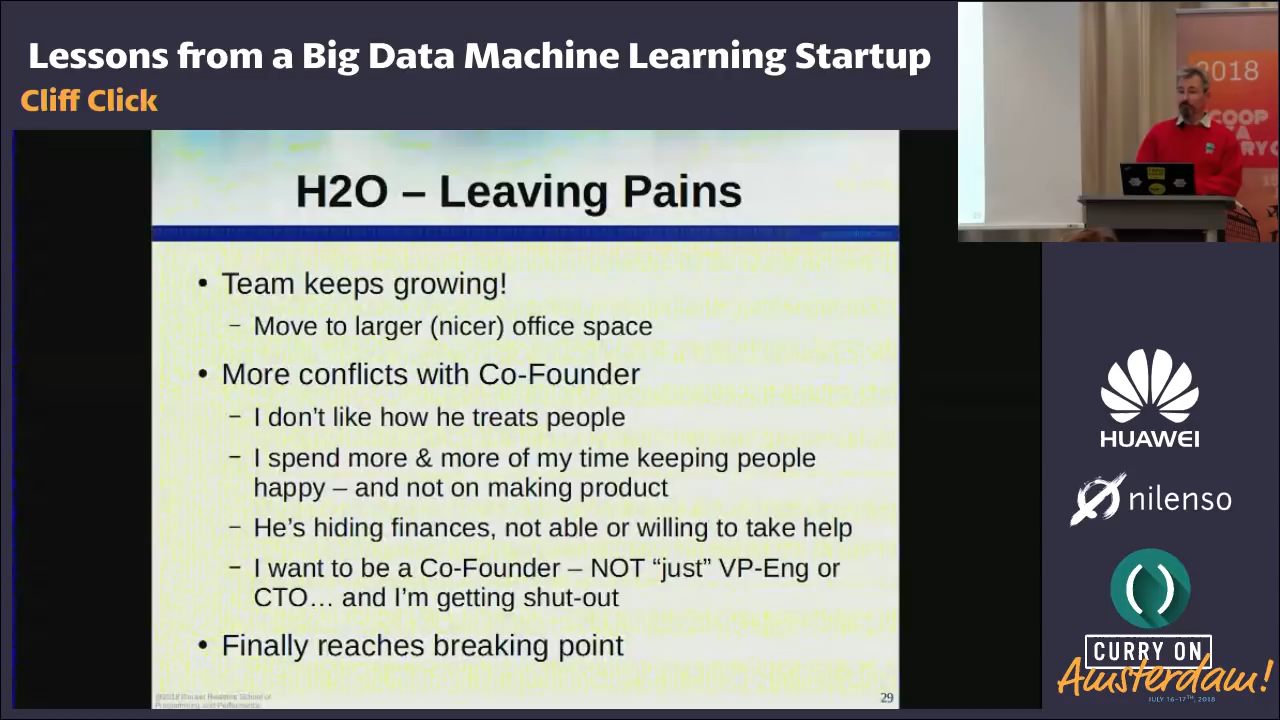 Lessons from a Big Data Machine Learning Startup
Cliff Click
2018
H2O – Leaving Pains
• Team keeps growing!
– Move to larger (nicer) office space
• More conflicts with Co-Founder
– I don't like how he treats people
– I spend more & more of my time keeping people
happy – and not on making product
– He's hiding finances, not able or willing to take help
– I want to be a Co-Founder – NOT “just” VP-Eng or
CTO… and I'm getting shut-out
• Finally reaches breaking point
29
HUAWEI
nilenso
CURRY ON
Amsterdam!
JULY 16-17TH, 2018